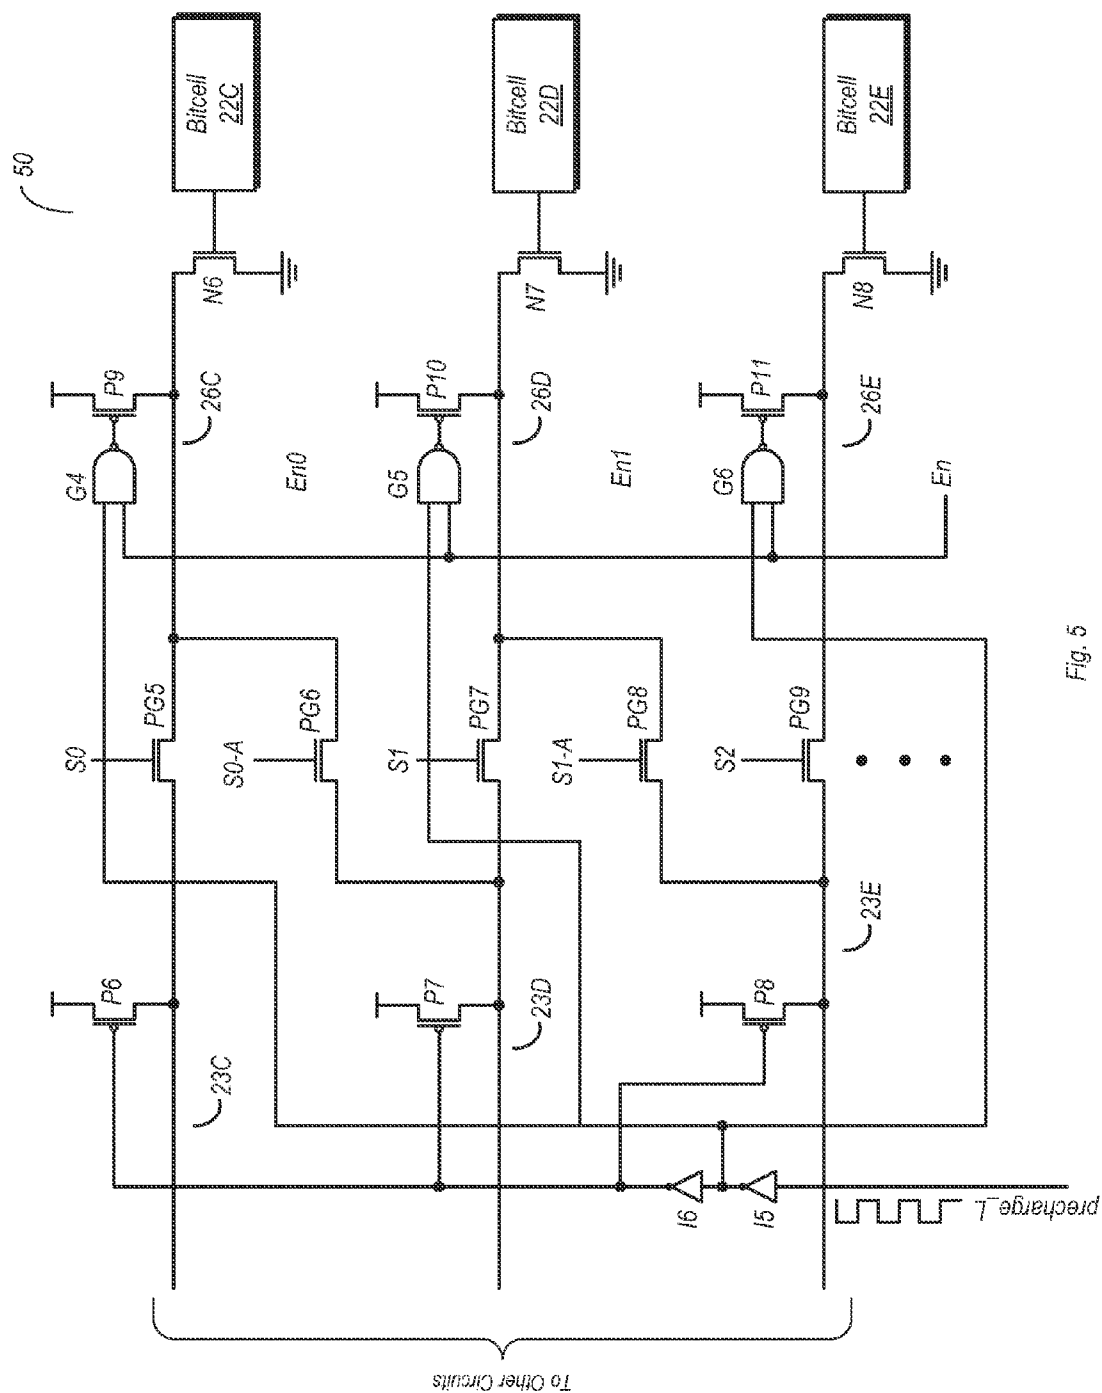 50
Bitcell
22C
Bitcell
22D
Bitcell
22E
N6
N7
N8
P9
P10
P11
26C
26D
26E
G4
G5
G6
En0
En1
En
PG5
PG6
PG7
PG8
PG9
S0
S0-A
S1
S1-A
S2
P6
P7
P8
23C
23D
23E
I6
I5
precharge_L
To Other Circuits
Fig. 5